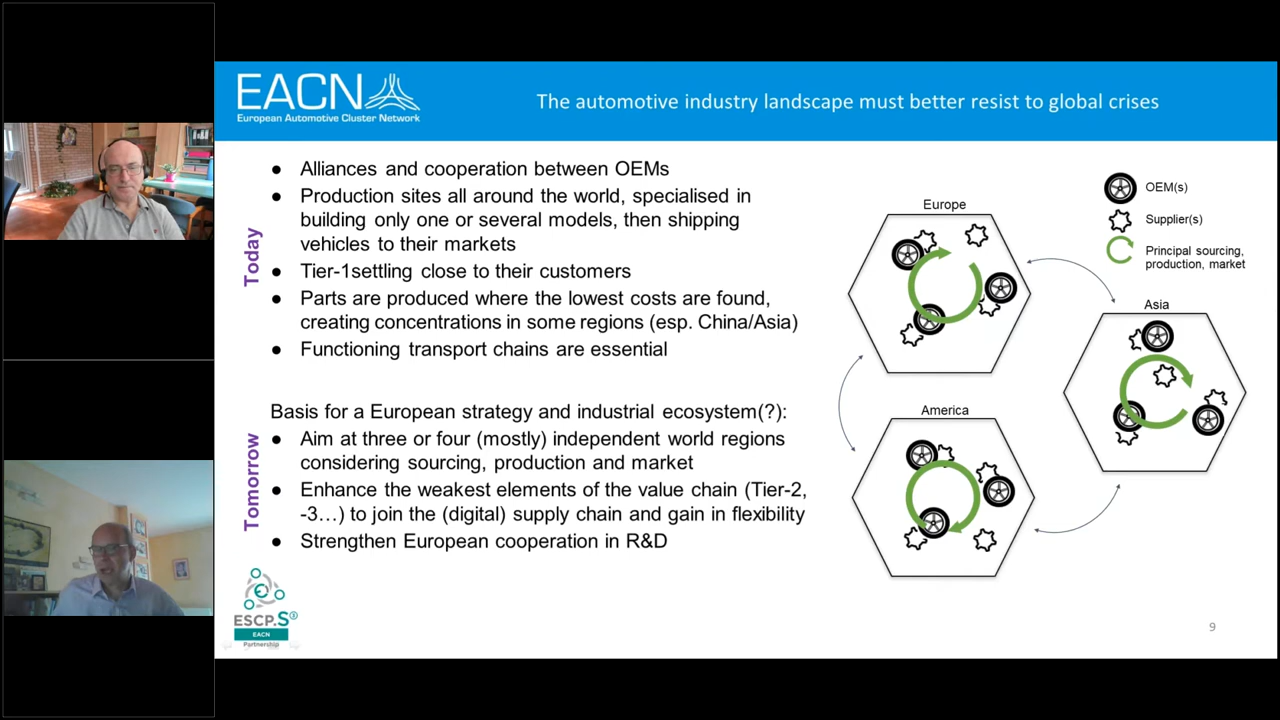 EACN
European Automotive Cluster Network
The automotive industry landscape must better resist to global crises
Today
● Alliances and cooperation between OEMs
● Production sites all around the world, specialised in
building only one or several models, then shipping
vehicles to their markets
● Tier-1settling close to their customers
● Parts are produced where the lowest costs are found,
creating concentrations in some regions (esp. China/Asia)
● Functioning transport chains are essential
Tomorrow
Basis for a European strategy and industrial ecosystem(?):
● Aim at three or four (mostly) independent world regions
considering sourcing, production and market
● Enhance the weakest elements of the value chain (Tier-2,
-3…) to join the (digital) supply chain and gain in flexibility
● Strengthen European cooperation in R&D
Europe
OEM(s)
Supplier(s)
Principal sourcing,
production, market
Asia
America
ESCP.S
EACN
Partnership
9